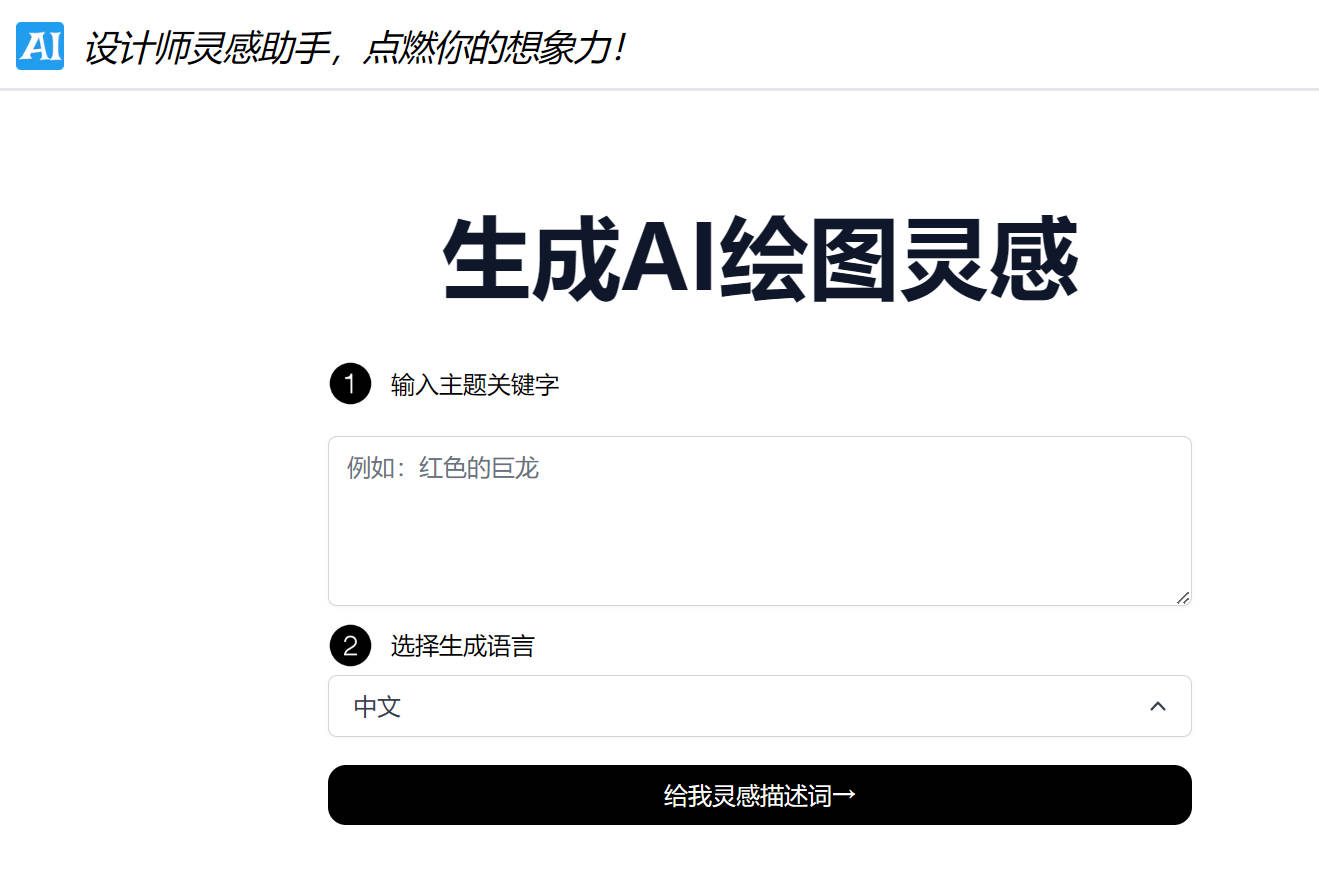 AI 设计师灵感助手，点燃你的想象力！
生成AI绘图灵感
1 输入主题关键字
例如：红色的巨龙
2 选择生成语言
中文
给我灵感描述词→